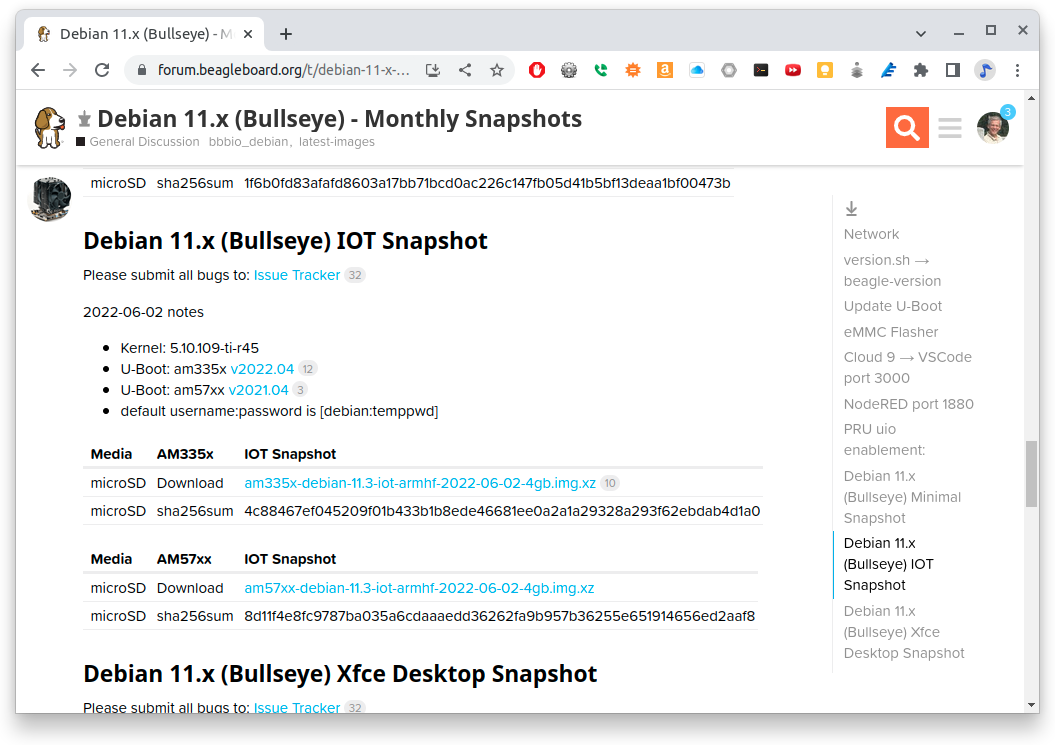 Debian 11.x (Bullseye) - M
forum.beagleboard.org/t/debian-11-x-...
Debian 11.x (Bullseye) - Monthly Snapshots
3
General Discussion bbbio_debian, latest-images
microSD sha256sum 1f6b0fd83afafd8603a17bb71bcd0ac226c147fb05d41b5bf13deaa1bf00473b
Debian 11.x (Bullseye) IOT Snapshot
Please submit all bugs to: Issue Tracker 32
2022-06-02 notes
Kernel: 5.10.109-ti-r45
U-Boot: am335x v2022.04 12
U-Boot: am57xx v2021.04 3
default username:password is [debian:temppwd]
Media AM335x IOT Snapshot
microSD Download am335x-debian-11.3-iot-armhf-2022-06-02-4gb.img.xz 10
microSD sha256sum 4c88467ef045209f01b433b1b8ede46681ee0a2a1a29328a293f62ebdab4d1a0
Media AM57xx IOT Snapshot
microSD Download am57xx-debian-11.3-iot-armhf-2022-06-02-4gb.img.xz
microSD sha256sum 8d11f4e8fc9787ba035a6cdaaaedd36262fa9b957b36255e651914656ed2aaf8
Debian 11.x (Bullseye) Xfce Desktop Snapshot
Please submit all bugs to: Issue Tracker 32
Network
version.sh →
beagle-version
Update U-Boot
eMMC Flasher
Cloud 9 → VSCode
port 3000
NodeRED port 1880
PRU uio
enablement:
Debian 11.x
(Bullseye) Minimal
Snapshot
Debian 11.x
(Bullseye) IOT
Snapshot
Debian 11.x
(Bullseye) Xfce
Desktop Snapshot